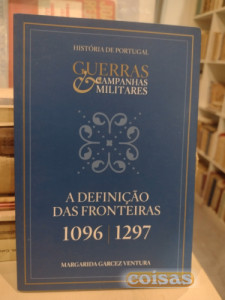 HISTÓRIA DE PORTUGAL
GUERRAS
& CAMPANHAS
MILITARES
A DEFINIÇÃO
DAS FRONTEIRAS
1096 | 1297
MARGARIDA GARCEZ VENTURA
coisas